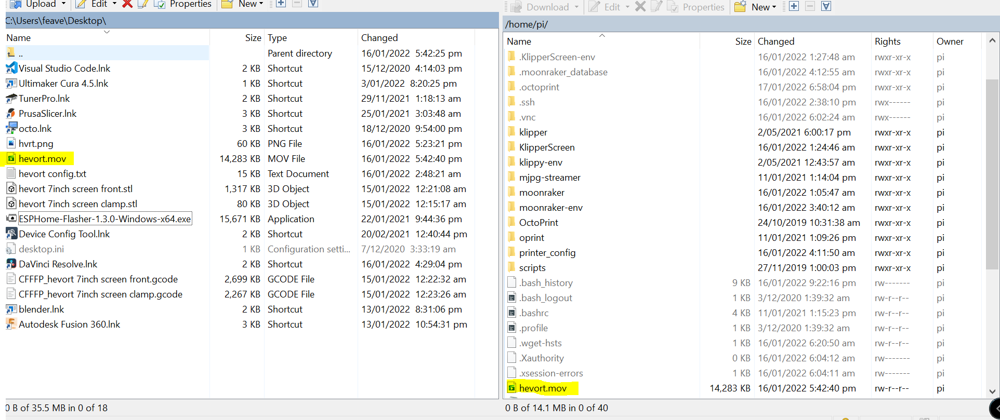 Upload Edit Properties New
C:\Users\feave\Desktop\
Name Size Type Changed
.. Parent directory 16/01/2022 5:42:25 pm
Visual Studio Code.lnk 2 KB Shortcut 15/12/2020 4:14:03 pm
Ultimaker Cura 4.5.lnk 1 KB Shortcut 3/01/2022 8:20:25 pm
TunerPro.lnk 2 KB Shortcut 29/11/2021 1:18:13 am
PrusaSlicer.lnk 3 KB Shortcut 25/01/2021 3:03:48 am
octo.lnk 3 KB Shortcut 18/12/2020 9:54:00 pm
hvrt.png 60 KB PNG File 16/01/2022 5:23:21 pm
hevort.mov 14,283 KB MOV File 16/01/2022 5:42:40 pm
hevort config.txt 15 KB Text Document 16/01/2022 2:48:21 am
hevort 7inch screen front.stl 1,317 KB 3D Object 15/01/2022 12:21:08 am
hevort 7inch screen clamp.stl 80 KB 3D Object 15/01/2022 12:15:17 am
ESPHome-Flasher-1.3.0-Windows-x64.exe 15,671 KB Application 22/01/2021 9:44:36 pm
Device Config Tool.lnk 2 KB Shortcut 20/02/2021 12:40:44 pm
desktop.ini 1 KB Configuration setti... 7/12/2020 3:33:19 am
DaVinci Resolve.lnk 2 KB Shortcut 16/01/2022 4:29:04 pm
CFFFP_hevort 7inch screen front.gcode 2,699 KB GCODE File 15/01/2022 12:22:32 am
CFFFP_hevort 7inch screen clamp.gcode 2,267 KB GCODE File 15/01/2022 12:23:26 am
blender.lnk 2 KB Shortcut 13/01/2022 8:31:06 pm
Autodesk Fusion 360.lnk 3 KB Shortcut 13/01/2022 10:54:31 pm
0 B of 35.5 MB in 0 of 18
Download Edit Properties New
/home/pi/
Name Size Changed Rights Owner
.KlipperScreen-env 16/01/2022 1:27:48 am rwxr-xr-x pi
.moonraker_database 16/01/2022 4:12:55 am rwxr-xr-x pi
.octoprint 17/01/2022 6:58:04 pm rwxr-xr-x pi
.ssh 16/01/2022 2:38:10 pm rwx------ pi
.vnc 16/01/2022 6:02:24 am rwx------ pi
klipper 2/05/2021 6:00:17 pm rwxr-xr-x pi
KlipperScreen 16/01/2022 1:24:46 am rwxr-xr-x pi
klippy-env 2/05/2021 12:43:57 am rwxr-xr-x pi
mjpg-streamer 11/01/2021 1:14:04 pm rwxr-xr-x pi
moonraker 16/01/2022 1:05:47 am rwxr-xr-x pi
moonraker-env 16/01/2022 3:40:12 am rwxr-xr-x pi
OctoPrint 24/10/2019 10:31:38 am rwxr-xr-x pi
oprint 11/01/2021 1:09:26 pm rwxr-xr-x pi
printer_config 16/01/2022 4:11:50 am rwxr-xr-x pi
scripts 27/11/2019 1:00:03 pm rwxr-xr-x pi
.bash_history 9 KB 16/01/2022 9:22:16 pm rw------- pi
.bash_logout 1 KB 3/12/2020 1:39:32 am rw-r--r-- pi
.bashrc 4 KB 11/01/2021 1:15:23 pm rw-r--r-- pi
.profile 1 KB 3/12/2020 1:39:32 am rw-r--r-- pi
.wget-hsts 1 KB 16/01/2022 6:20:50 am rw-r--r-- pi
.Xauthority 0 KB 16/01/2022 6:04:12 am rw------- pi
.xsession-errors 1 KB 16/01/2022 6:04:11 am rw------- pi
hevort.mov 14,283 KB 16/01/2022 5:42:40 pm rw-r--r-- pi
0 B of 14.1 MB in 0 of 40